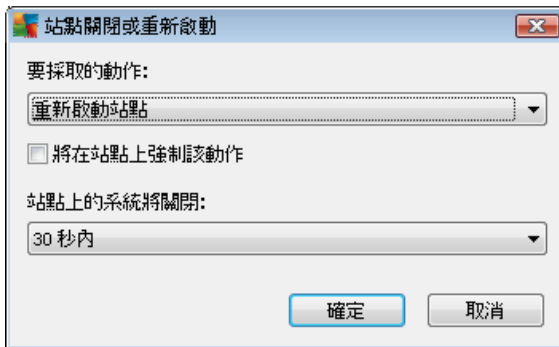 站點關閉或重新啟動
要採取的動作:
重新啟動站點
將在站點上強制該動作
站點上的系統將關閉:
30 秒內
確定
取消